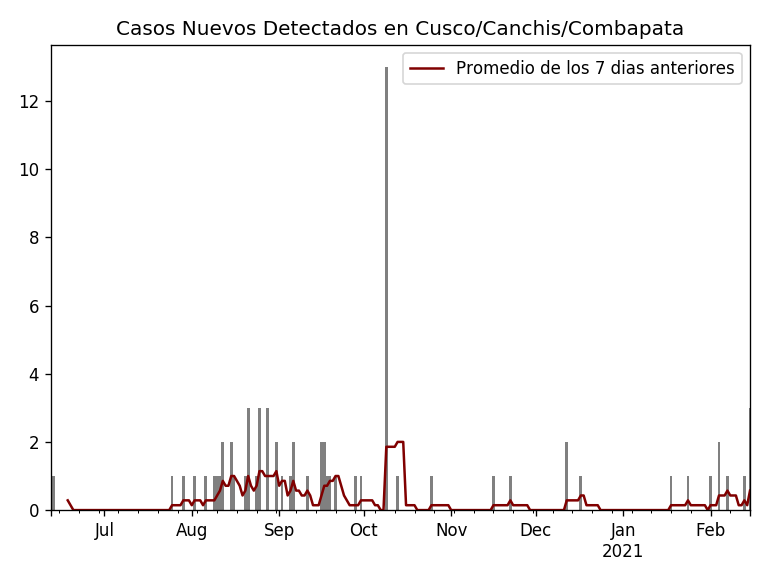 Casos Nuevos Detectados en Cusco/Canchis/Combapata
Promedio de los 7 dias anteriores
12
10
8
6
4
2
0
Jul Aug Sep Oct Nov Dec Jan Feb
2021